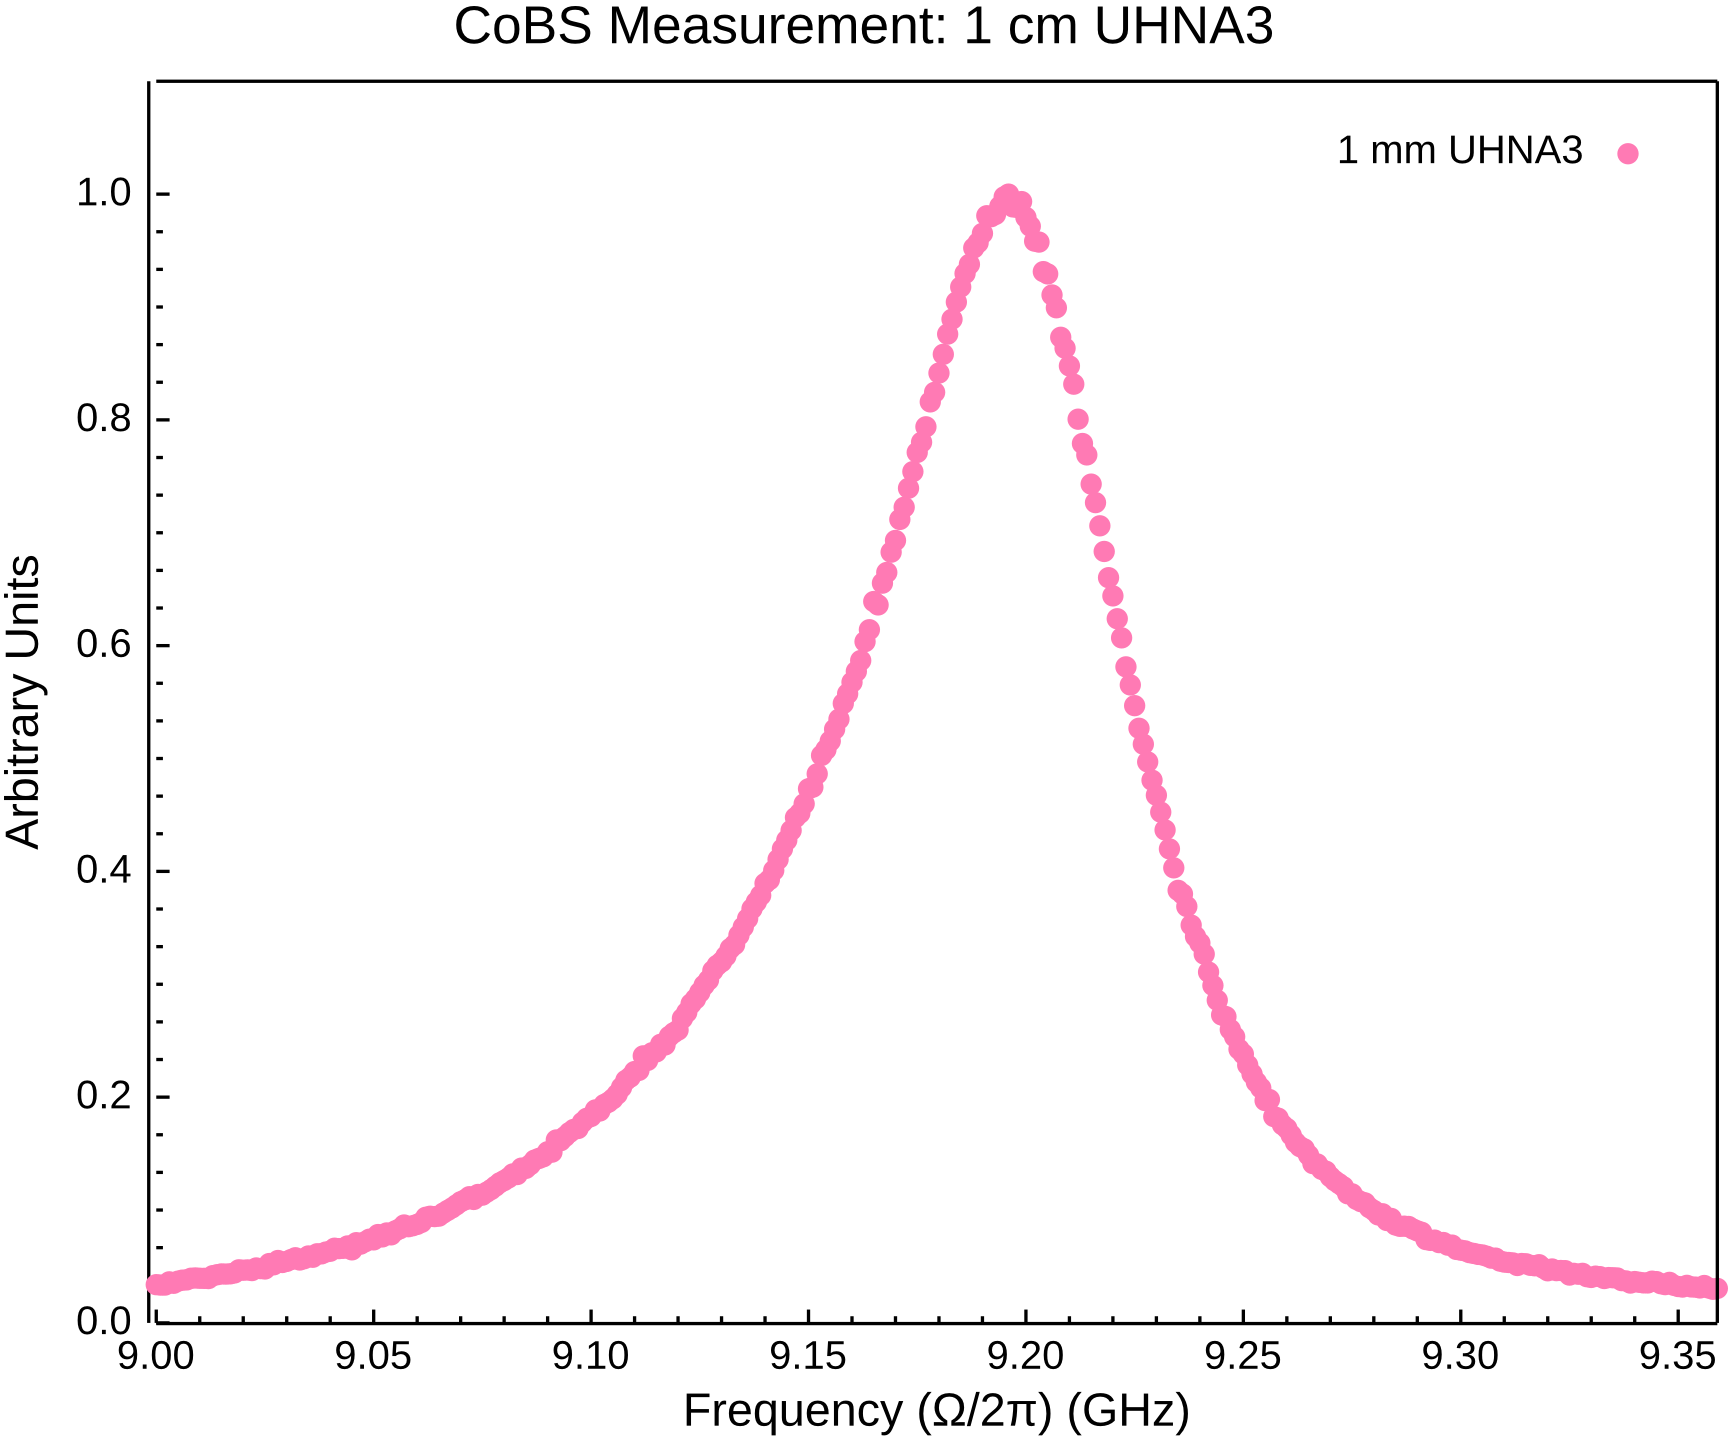 CoBS Measurement: 1 cm UHNA3
1 mm UHNA3
1.0
0.8
0.6
0.4
0.2
0.0
Arbitrary Units
9.00 9.05 9.10 9.15 9.20 9.25 9.30 9.35
Frequency (Ω/2π) (GHz)